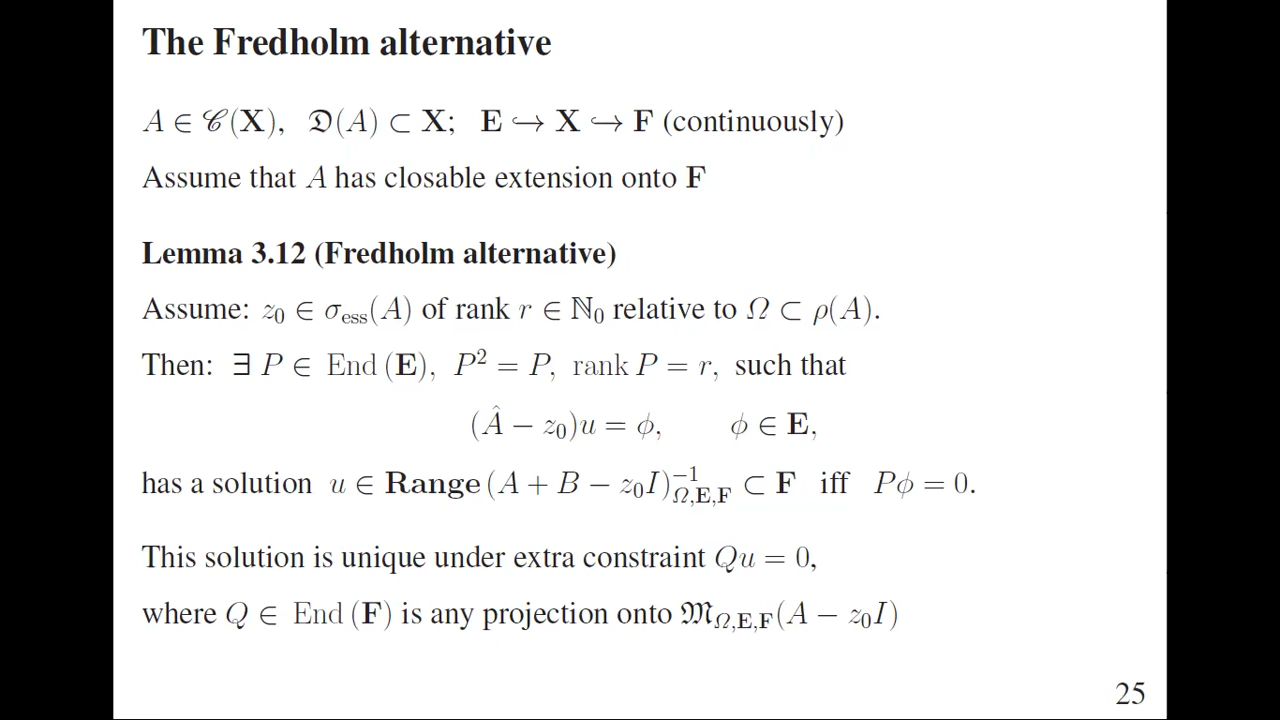 The Fredholm alternative
A ∈ 𝒞(X), 𝔇(A) ⊂ X; E ↪ X ↪ F (continuously)
Assume that A has closable extension onto F
Lemma 3.12 (Fredholm alternative)
Assume: z₀ ∈ σ_ess(A) of rank r ∈ ℕ₀ relative to Ω ⊂ ρ(A).
Then: ∃ P ∈ End (E), P² = P, rank P = r, such that
(Â − z₀)u = ϕ, ϕ ∈ E,
has a solution u ∈ Range (A + B − z₀I)⁻¹_{Ω,E,F} ⊂ F iff Pϕ = 0.
This solution is unique under extra constraint Qu = 0,
where Q ∈ End (F) is any projection onto 𝔐_{Ω,E,F}(A − z₀I)
25